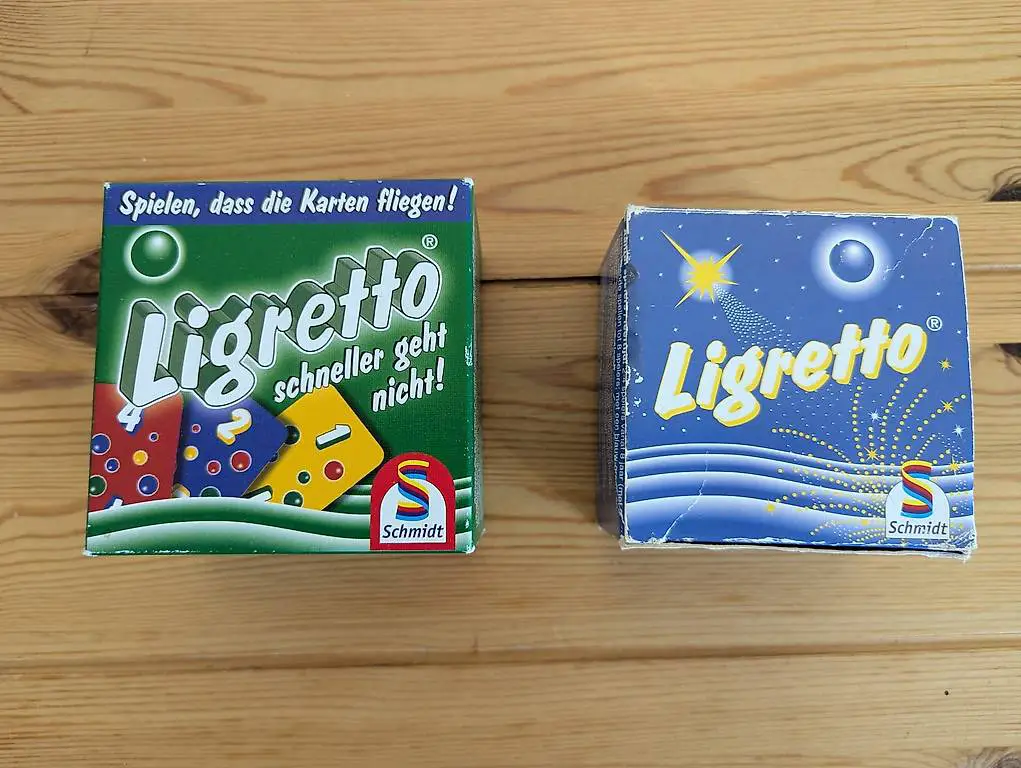 Spielen, dass die Karten fliegen!
Ligretto®
schneller geht
nicht!
4
2
1
Schmidt
Ligretto®
Schmidt